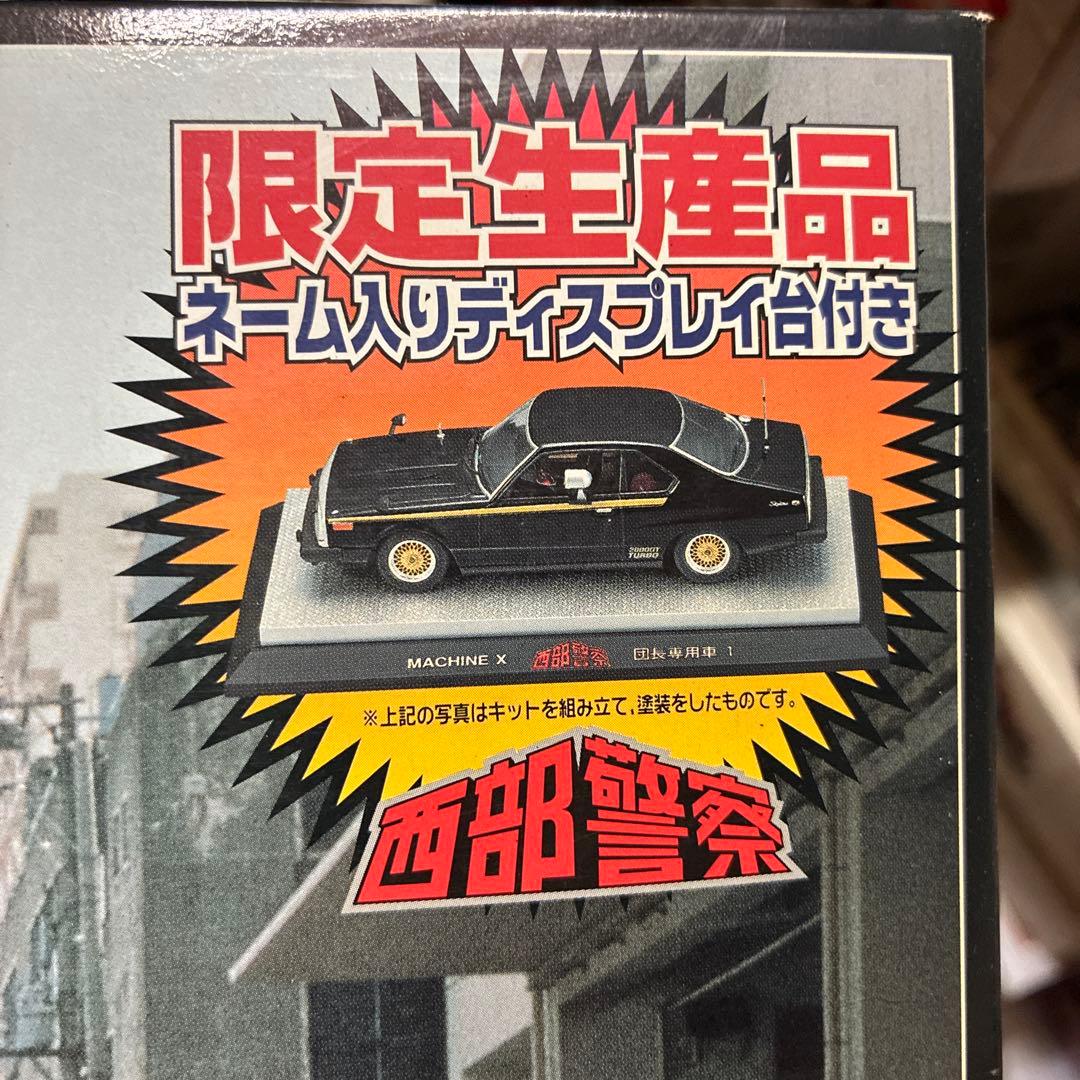 限定生産品
ネーム入りディスプレイ台付き
Skyline
2000GT
TURBO
MACHINE X 西部警察 団長専用車 1
※上記の写真はキットを組み立て、塗装をしたものです。
西部警察